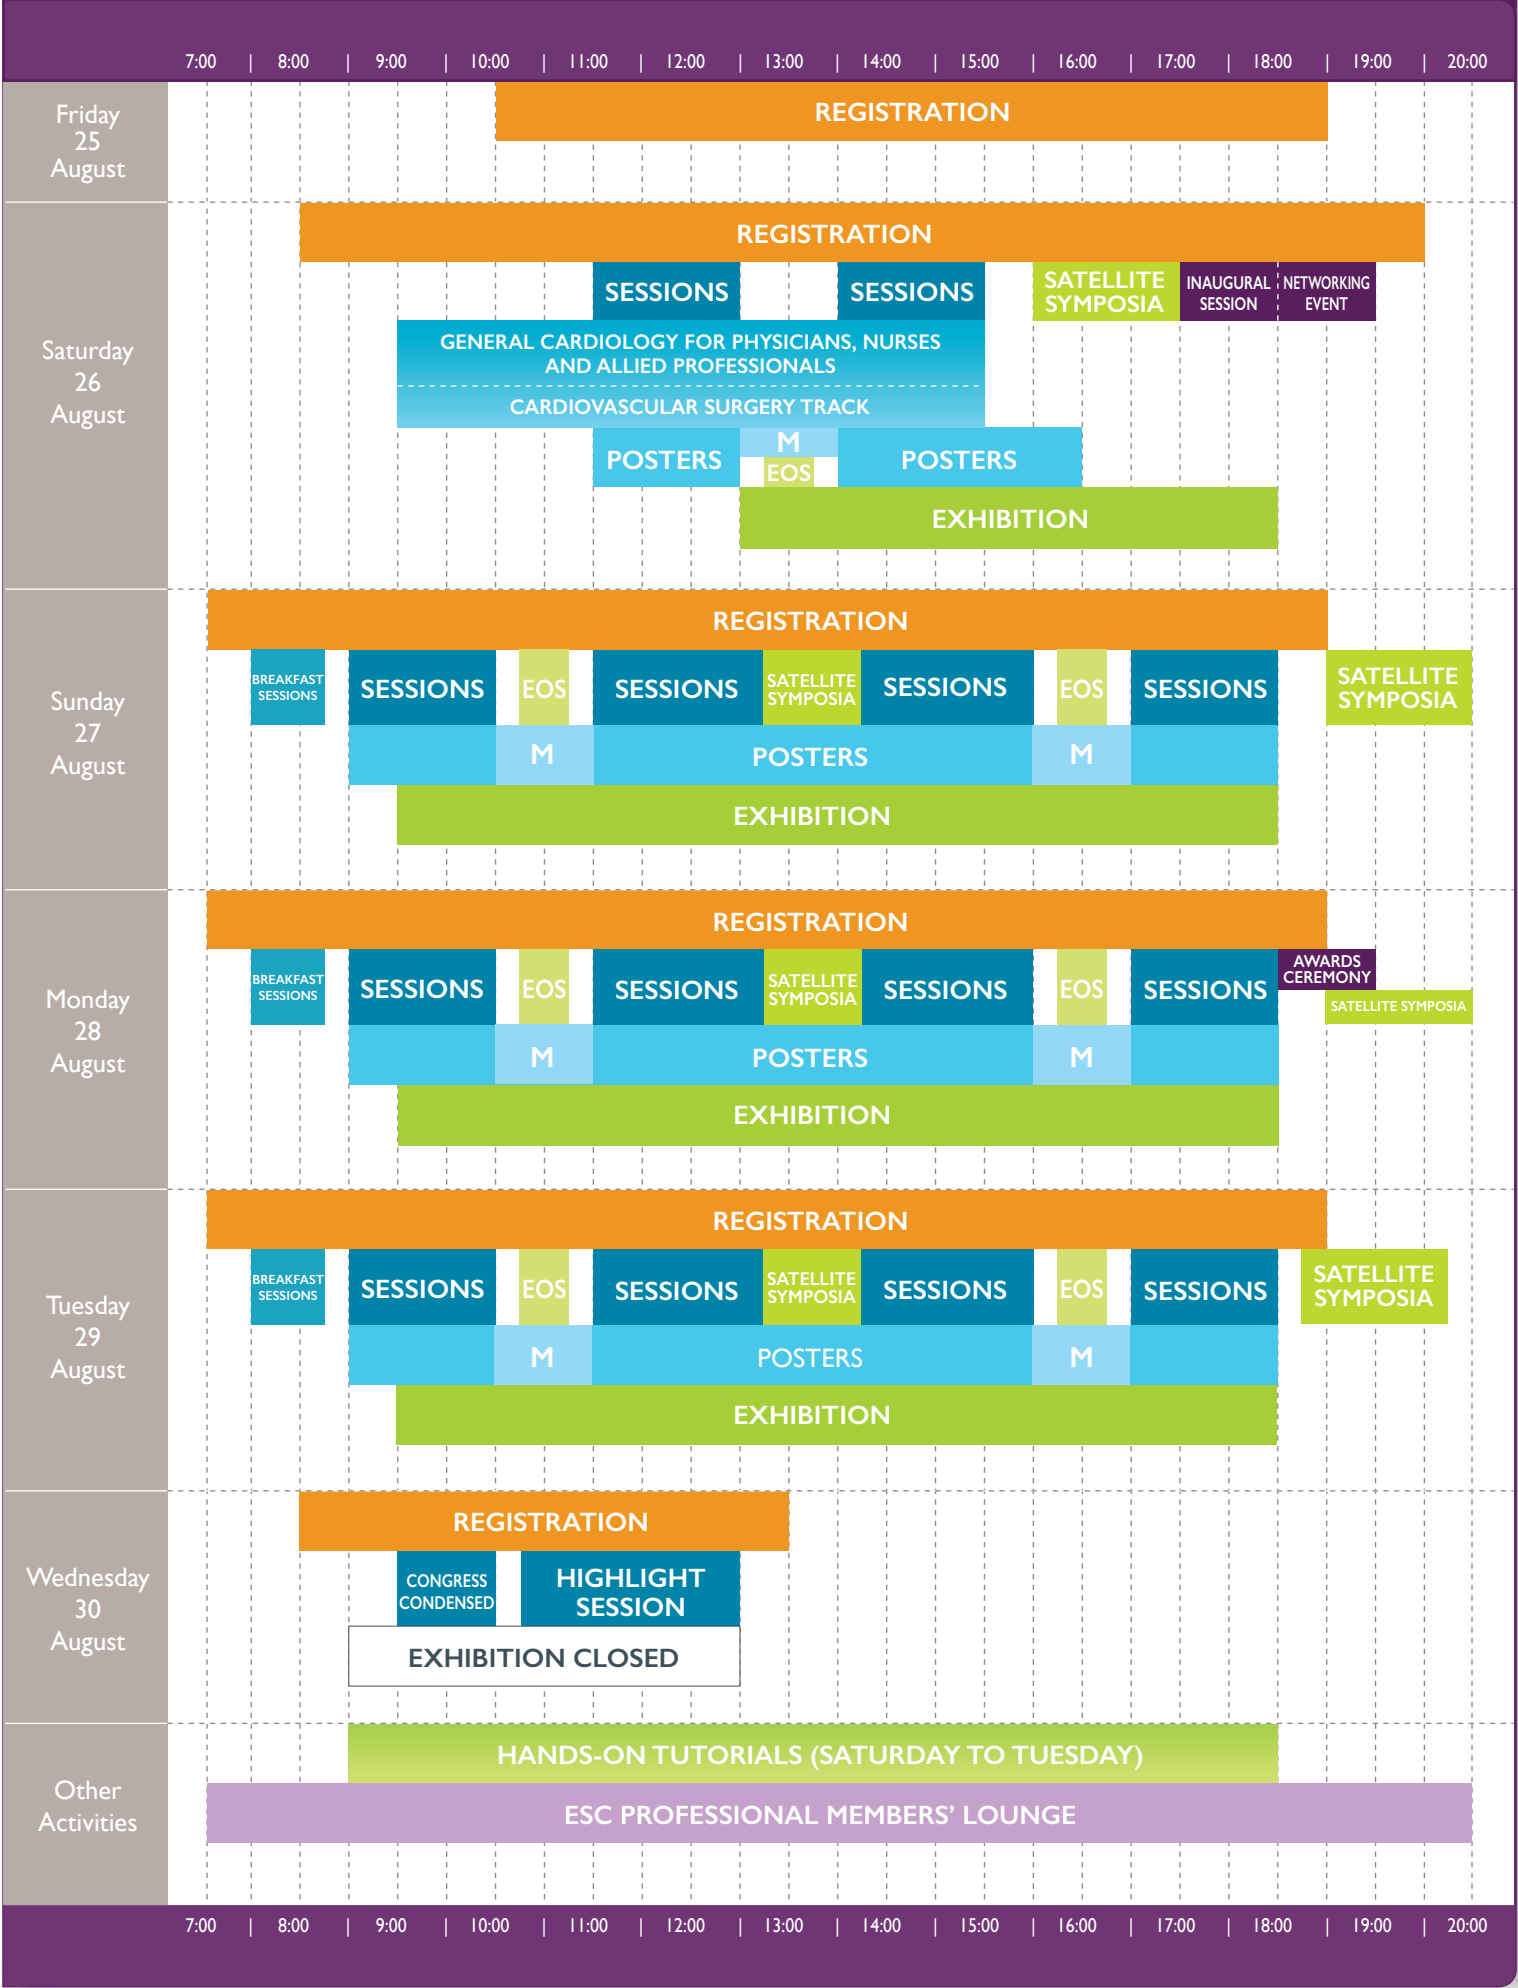 7:00 | 8:00 | 9:00 | 10:00 | 11:00 | 12:00 | 13:00 | 14:00 | 15:00 | 16:00 | 17:00 | 18:00 | 19:00 | 20:00
Friday
25
August
REGISTRATION
Saturday
26
August
REGISTRATION
SESSIONS
SESSIONS
SATELLITE
SYMPOSIA
INAUGURAL
SESSION
NETWORKING
EVENT
GENERAL CARDIOLOGY FOR PHYSICIANS, NURSES
AND ALLIED PROFESSIONALS
CARDIOVASCULAR SURGERY TRACK
POSTERS
M
EOS
POSTERS
EXHIBITION
Sunday
27
August
REGISTRATION
BREAKFAST
SESSIONS
SESSIONS
EOS
SESSIONS
SATELLITE
SYMPOSIA
SESSIONS
EOS
SESSIONS
SATELLITE
SYMPOSIA
M
POSTERS
M
EXHIBITION
Monday
28
August
REGISTRATION
BREAKFAST
SESSIONS
SESSIONS
EOS
SESSIONS
SATELLITE
SYMPOSIA
SESSIONS
EOS
SESSIONS
AWARDS
CEREMONY
SATELLITE SYMPOSIA
M
POSTERS
M
EXHIBITION
Tuesday
29
August
REGISTRATION
BREAKFAST
SESSIONS
SESSIONS
EOS
SESSIONS
SATELLITE
SYMPOSIA
SESSIONS
EOS
SESSIONS
SATELLITE
SYMPOSIA
M
POSTERS
M
EXHIBITION
Wednesday
30
August
REGISTRATION
CONGRESS
CONDENSED
HIGHLIGHT
SESSION
EXHIBITION CLOSED
Other
Activities
HANDS-ON TUTORIALS (SATURDAY TO TUESDAY)
ESC PROFESSIONAL MEMBERS’ LOUNGE
7:00 | 8:00 | 9:00 | 10:00 | 11:00 | 12:00 | 13:00 | 14:00 | 15:00 | 16:00 | 17:00 | 18:00 | 19:00 | 20:00